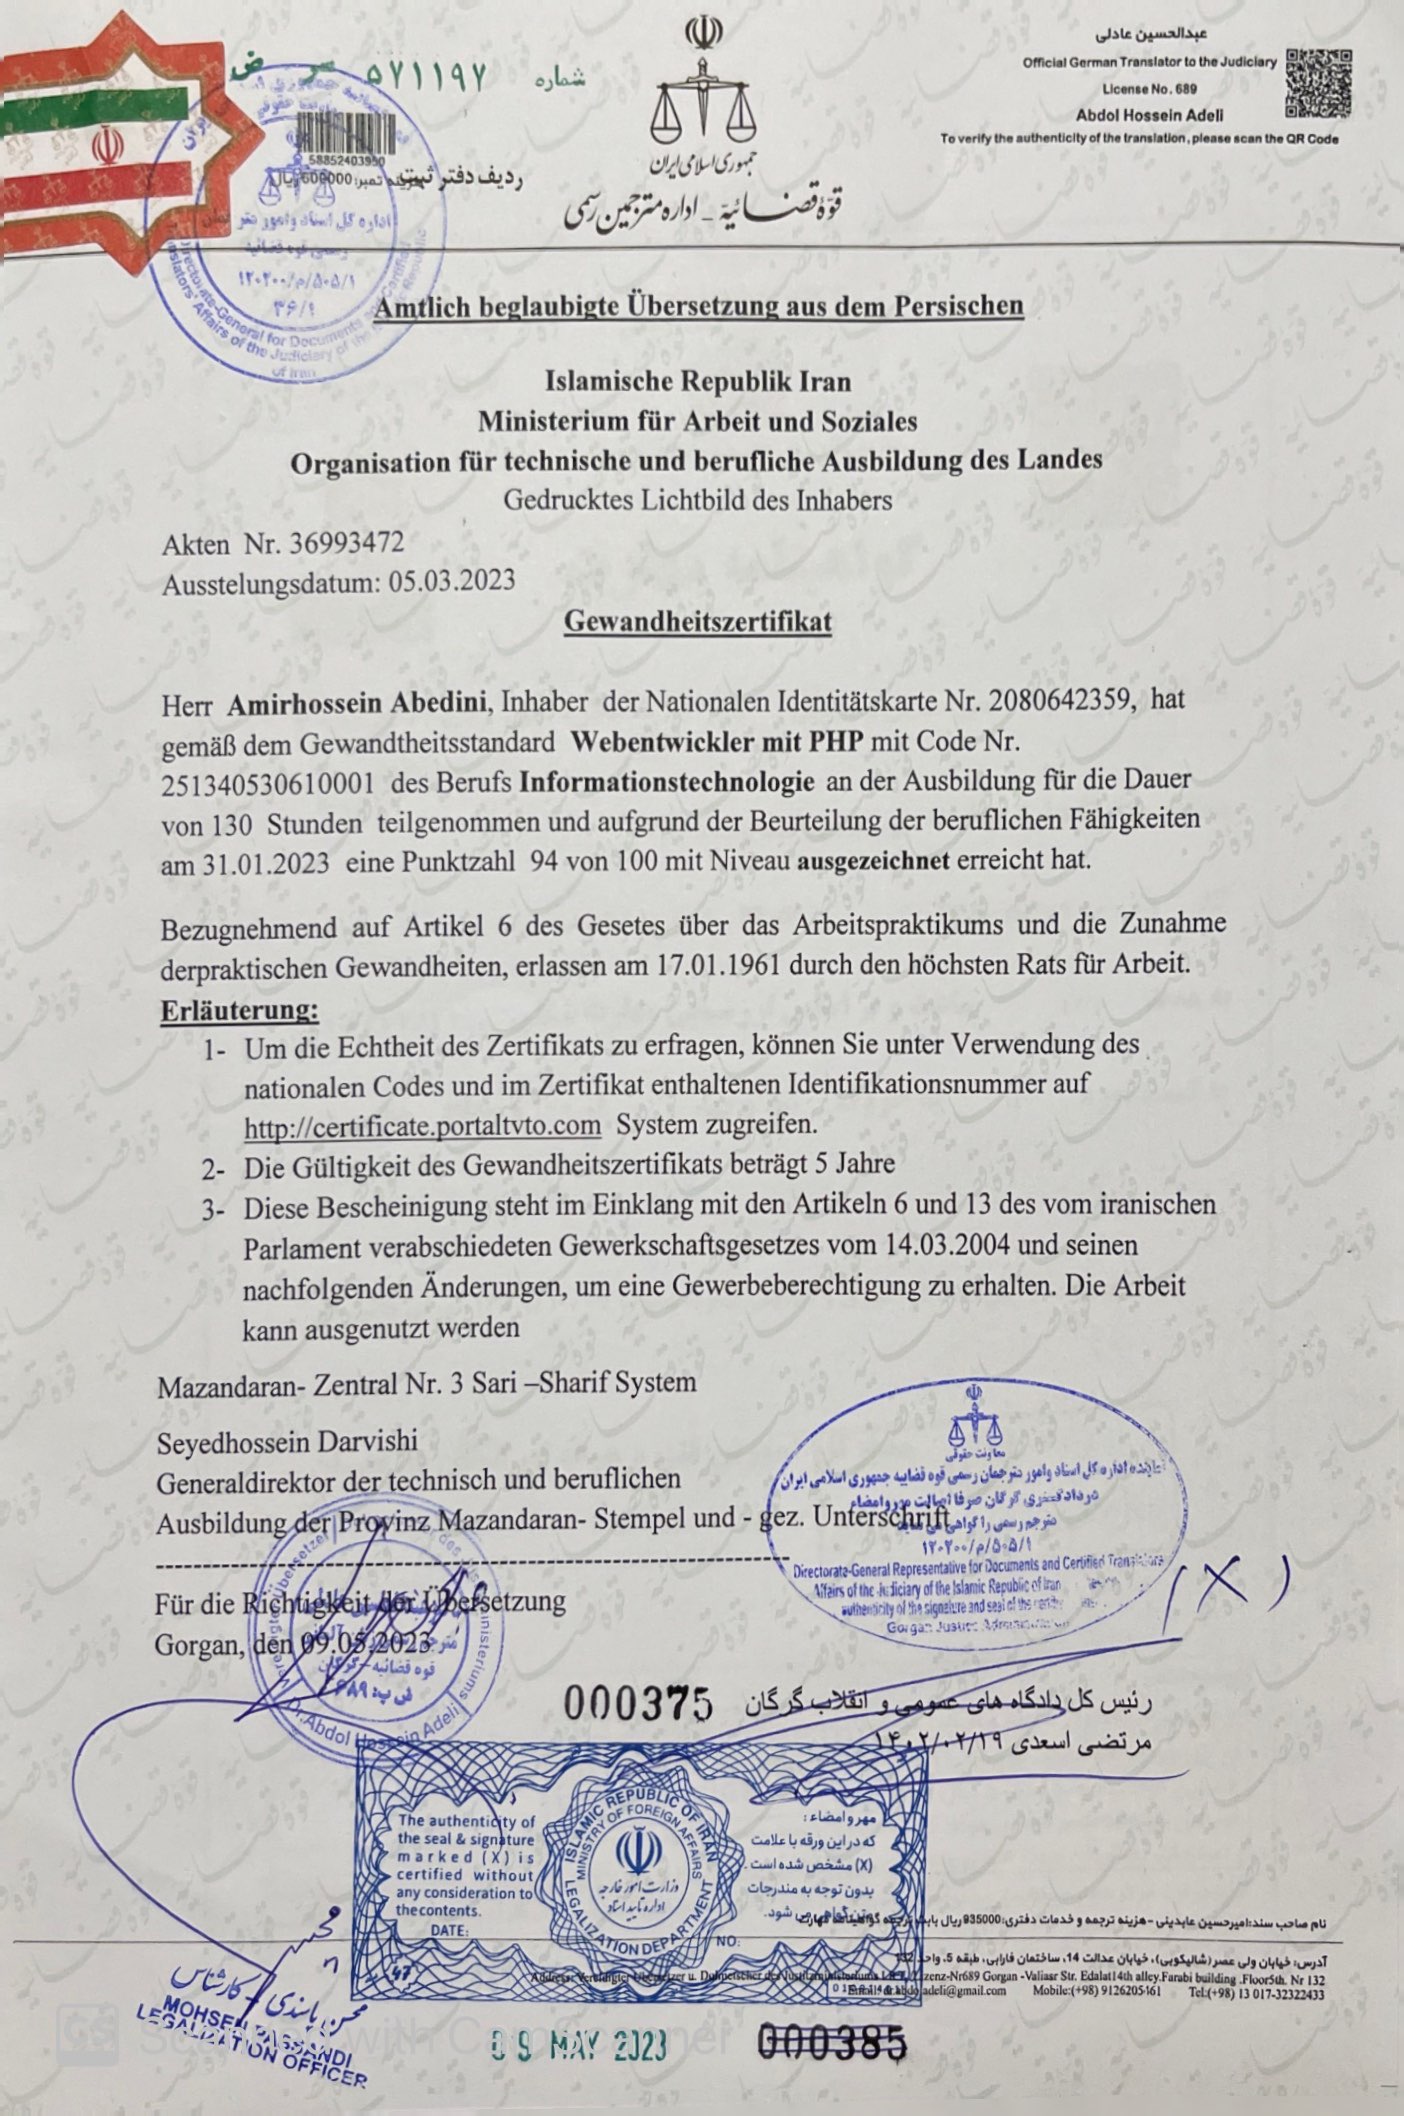 عبدالحسین عادلی
Official German Translator to the Judiciary
License No. 689
Abdol Hossein Adeli
To verify the authenticity of the translation, please scan the QR Code
شماره ۵۷۱۱۹۷
58852403950
ردیف دفتر ثبت
جمهوری اسلامی ایران
قوّۀ قضائیّه – اداره مترجمین رسمی
اداره کل اسناد و امور مترجمان
رسمی قوه قضائیه
۱۲۰۲۰۰/م/۵۰۵/۱
۳۶/۹
Directorate-General for Documents and Certified
Translators' Affairs of the Judiciary of the Islamic Republic
of Iran
Amtlich beglaubigte Übersetzung aus dem Persischen
Islamische Republik Iran
Ministerium für Arbeit und Soziales
Organisation für technische und berufliche Ausbildung des Landes
Gedrucktes Lichtbild des Inhabers
Akten Nr. 36993472
Ausstelungsdatum: 05.03.2023
Gewandheitszertifikat
Herr Amirhossein Abedini, Inhaber der Nationalen Identitätskarte Nr. 2080642359, hat
gemäß dem Gewandtheitsstandard Webentwickler mit PHP mit Code Nr.
251340530610001 des Berufs Informationstechnologie an der Ausbildung für die Dauer
von 130 Stunden teilgenommen und aufgrund der Beurteilung der beruflichen Fähigkeiten
am 31.01.2023 eine Punktzahl 94 von 100 mit Niveau ausgezeichnet erreicht hat.
Bezugnehmend auf Artikel 6 des Gesetes über das Arbeitspraktikums und die Zunahme
derpraktischen Gewandheiten, erlassen am 17.01.1961 durch den höchsten Rats für Arbeit.
Erläuterung:
1- Um die Echtheit des Zertifikats zu erfragen, können Sie unter Verwendung des
nationalen Codes und im Zertifikat enthaltenen Identifikationsnummer auf
http://certificate.portaltvto.com System zugreifen.
2- Die Gültigkeit des Gewandheitszertifikats beträgt 5 Jahre
3- Diese Bescheinigung steht im Einklang mit den Artikeln 6 und 13 des vom iranischen
Parlament verabschiedeten Gewerkschaftsgesetzes vom 14.03.2004 und seinen
nachfolgenden Änderungen, um eine Gewerbeberechtigung zu erhalten. Die Arbeit
kann ausgenutzt werden
Mazandaran- Zentral Nr. 3 Sari –Sharif System
Seyedhossein Darvishi
Generaldirektor der technisch und beruflichen
Ausbildung der Provinz Mazandaran- Stempel und - gez. Unterschrift
Für die Richtigkeit der Übersetzung
Gorgan, den 09.05.2023
معاونت حقوقی
نماینده اداره کل اسناد و امور مترجمان رسمی قوه قضاییه جمهوری اسلامی ایران
در دادگستری گرگان صرفا اصالت مهر و امضاء
مترجم رسمی را گواهی می نماید
۱۲۰۲۰۰/م/۵۰۵/۱
Directorate-General Representative for Documents and Certified Translators
Affairs of the Judiciary of the Islamic Republic of Iran
authenticity of the signature and seal of the
Gorgan Justice
(X)
قوه قضائیه - گرگان
Dr. Abdol Hossein Adeli
000375
رئیس کل دادگاه های عمومی و انقلاب گرگان
مرتضی اسعدی ۱۴۰۲/۰۲/۱۹
The authenticity of
the seal & signature
marked (X) is
certified without
any consideration to
the contents.
DATE:
ISLAMIC REPUBLIC OF IRAN
MINISTRY OF FOREIGN AFFAIRS
وزارت امور خارجه
اداره تایید اسناد
LEGALIZATION DEPARTMENT
NO:
مهر و امضاء :
که در این ورقه با علامت
(X) مشخص شده است
بدون توجه به مندرجات
متن گواهی می شود.
نام صاحب سند:امیرحسین عابدینی -هزینه ترجمه و خدمات دفتری:935000ریال بابت ترجمه گواهینامه مهارت
آدرس: خیابان ولی عصر(شالیکوبی)، خیابان عدالت 14، ساختمان فارابی، طبقه 5، واحد 132
Address: Vereidigter Übersetzer u. Dolmetscher des Justizministeriums I.R.I. Lizenz-Nr689 Gorgan -Valiasr Str. Edalat14th alley.Farabi building .Floor5th. Nr 132
Mobile:(+98) 9126205461 Tel:(+98) 13 017-32322433
محسن پاسندی
کارشناس
MOHSEN PASSANDI
LEGALIZATION OFFICER
09 MAY 2023
000385